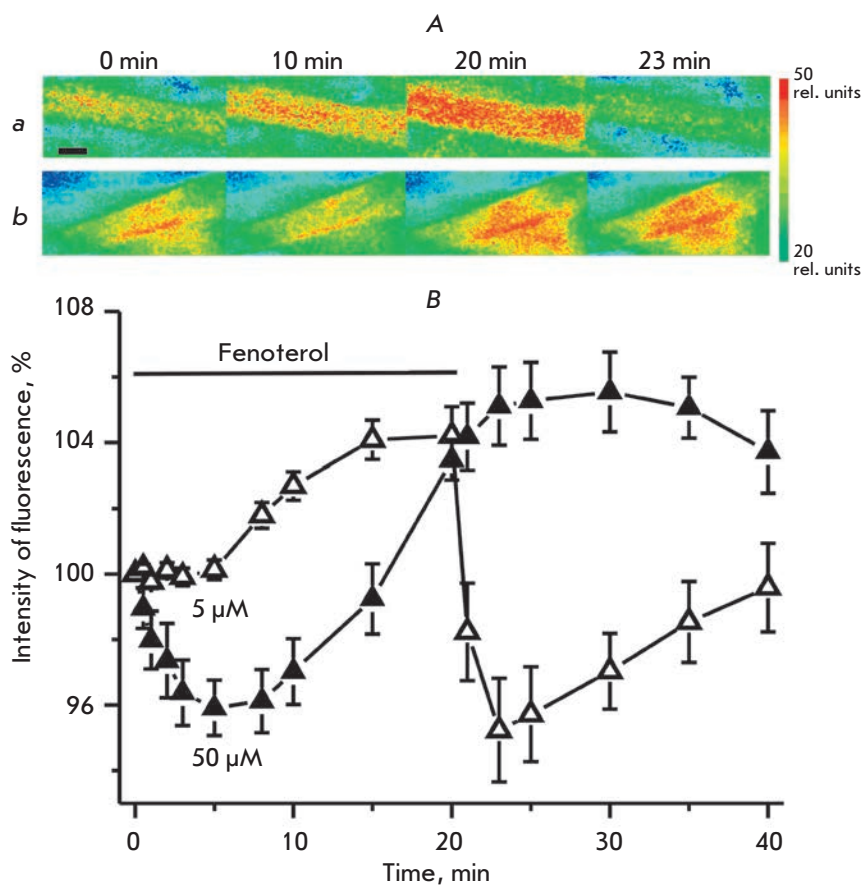 A
0 min 10 min 20 min 23 min
50
rel. units
a
b
20
rel. units
B
108
Fenoterol
104
100
5 µM
96
50 µM
0 10 20 30 40
Intensity of fluorescence, %
Time, min